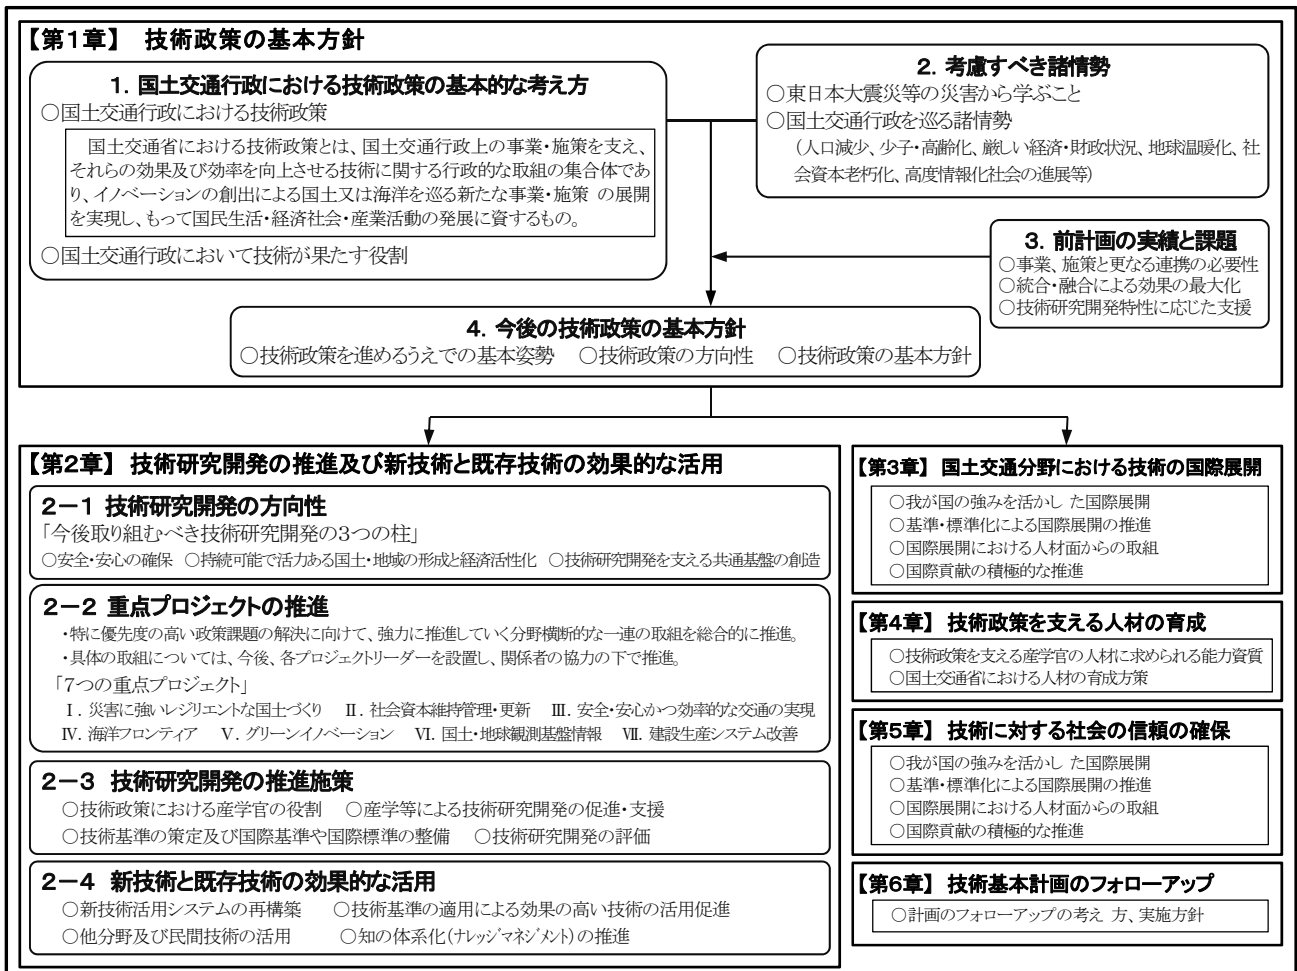 【第1章】 技術政策の基本方針
1．国土交通行政における技術政策の基本的な考え方
○国土交通行政における技術政策
国土交通省における技術政策とは、国土交通行政上の事業・施策を支え、
それらの効果及び効率を向上させる技術に関する行政的な取組の集合体であ
り、イノベーションの創出による国土又は海洋を巡る新たな事業・施策 の展開
を実現し、もって国民生活・経済社会・産業活動の発展に資するもの。
○国土交通行政において技術が果たす役割
2．考慮すべき諸情勢
○東日本大震災等の災害から学ぶこと
○国土交通行政を巡る諸情勢
（人口減少、少子・高齢化、厳しい経済・財政状況、地球温暖化、社
会資本老朽化、高度情報化社会の進展等）
3．前計画の実績と課題
○事業、施策と更なる連携の必要性
○統合・融合による効果の最大化
○技術研究開発特性に応じた支援
4．今後の技術政策の基本方針
○技術政策を進めるうえでの基本姿勢 ○技術政策の方向性 ○技術政策の基本方針
【第2章】 技術研究開発の推進及び新技術と既存技術の効果的な活用
2－1 技術研究開発の方向性
「今後取り組むべき技術研究開発の3つの柱」
○安全・安心の確保 ○持続可能で活力ある国土・地域の形成と経済活性化 ○技術研究開発を支える共通基盤の創造
2－2 重点プロジェクトの推進
・特に優先度の高い政策課題の解決に向けて、強力に推進していく分野横断的な一連の取組を総合的に推進。
・具体の取組については、今後、各プロジェクトリーダーを設置し、関係者の協力の下で推進。
「7つの重点プロジェクト」
Ⅰ．災害に強いレジリエントな国土づくり Ⅱ．社会資本維持管理・更新 Ⅲ．安全・安心かつ効率的な交通の実現
Ⅳ．海洋フロンティア Ⅴ．グリーンイノベーション Ⅵ．国土・地球観測基盤情報 Ⅶ．建設生産システム改善
2－3 技術研究開発の推進施策
○技術政策における産学官の役割 ○産学等による技術研究開発の促進・支援
○技術基準の策定及び国際基準や国際標準の整備 ○技術研究開発の評価
2－4 新技術と既存技術の効果的な活用
○新技術活用システムの再構築 ○技術基準の適用による効果の高い技術の活用促進
○他分野及び民間技術の活用 ○知の体系化（ﾅﾚｯｼﾞﾏﾈｼﾞﾒﾝﾄ）の推進
【第3章】 国土交通分野における技術の国際展開
○我が国の強みを活かし た国際展開
○基準・標準化による国際展開の推進
○国際展開における人材面からの取組
○国際貢献の積極的な推進
【第4章】 技術政策を支える人材の育成
○技術政策を支える産学官の人材に求められる能力資質
○国土交通省における人材の育成方策
【第5章】 技術に対する社会の信頼の確保
○我が国の強みを活かし た国際展開
○基準・標準化による国際展開の推進
○国際展開における人材面からの取組
○国際貢献の積極的な推進
【第6章】 技術基本計画のフォローアップ
○計画のフォローアップの考え 方、実施方針